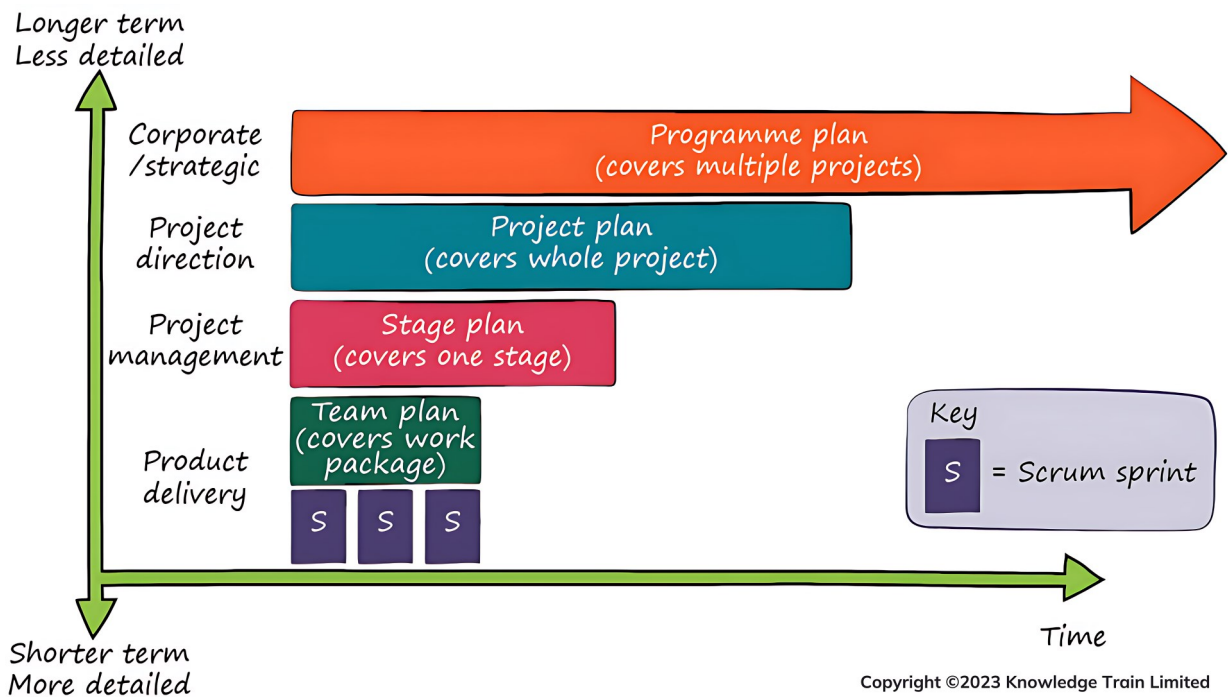 Longer term
Less detailed
Corporate
/strategic
Programme plan
(covers multiple projects)
Project
direction
Project plan
(covers whole project)
Project
management
Stage plan
(covers one stage)
Product
delivery
Team plan
(covers work
package)
S
S
S
Key
S = Scrum sprint
Time
Shorter term
More detailed
Copyright ©2023 Knowledge Train Limited